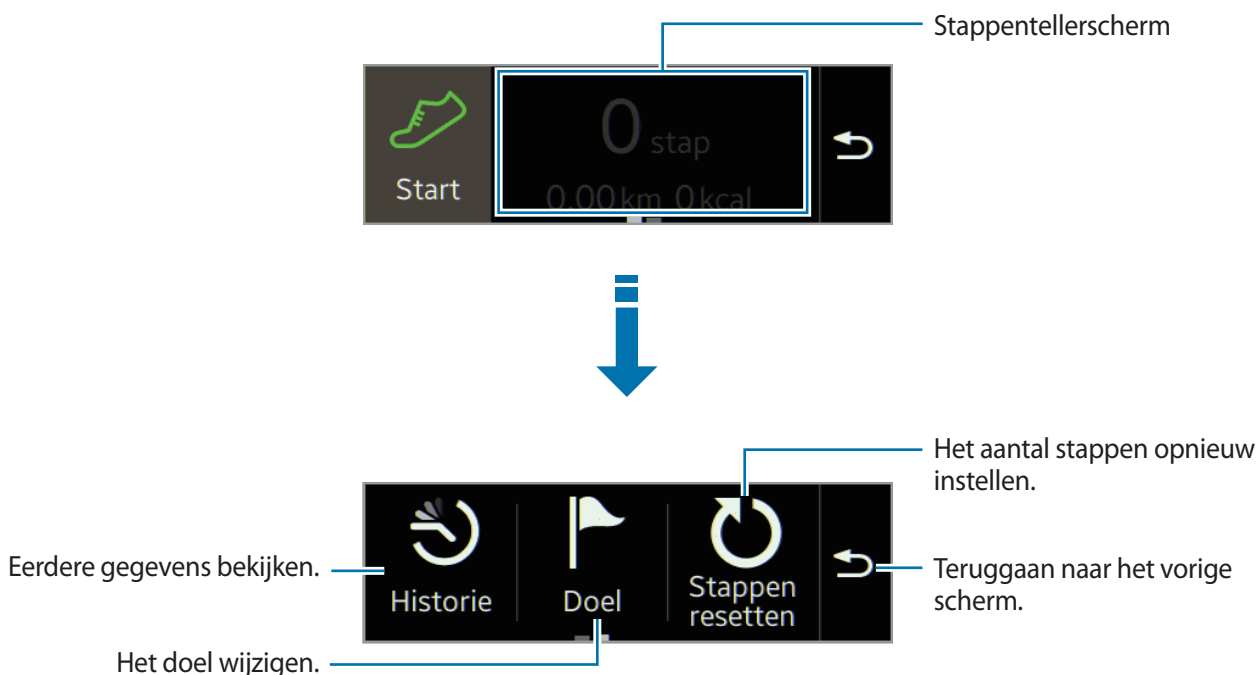 Stappentellerscherm
0 stap
Start
0.00 km 0 kcal
Het aantal stappen opnieuw
instellen.
Eerdere gegevens bekijken.
Historie
Doel
Stappen
resetten
Teruggaan naar het vorige
scherm.
Het doel wijzigen.